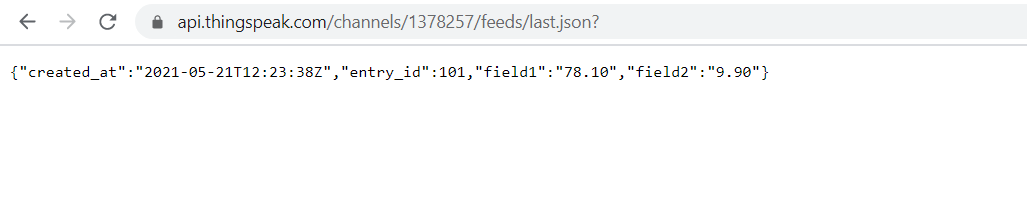 api.thingspeak.com/channels/1378257/feeds/last.json?
{"created_at":"2021-05-21T12:23:38Z","entry_id":101,"field1":"78.10","field2":"9.90"}